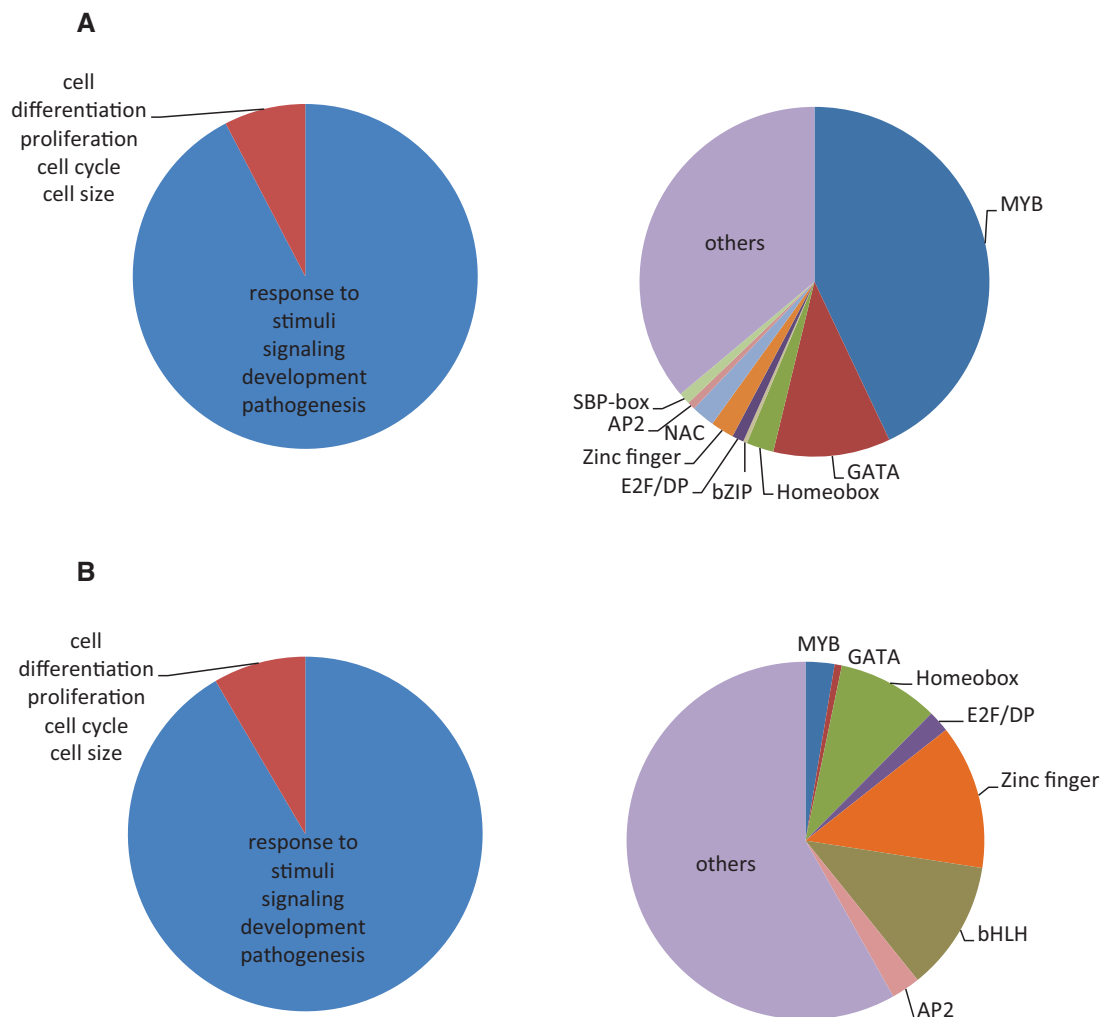 A
cell
differentiation
proliferation
cell cycle
cell size
response to
stimuli
signaling
development
pathogenesis
MYB
others
SBP-box
AP2
NAC
Zinc finger
E2F/DP
bZIP
Homeobox
GATA
B
cell
differentiation
proliferation
cell cycle
cell size
response to
stimuli
signaling
development
pathogenesis
MYB
GATA
Homeobox
E2F/DP
Zinc finger
others
bHLH
AP2